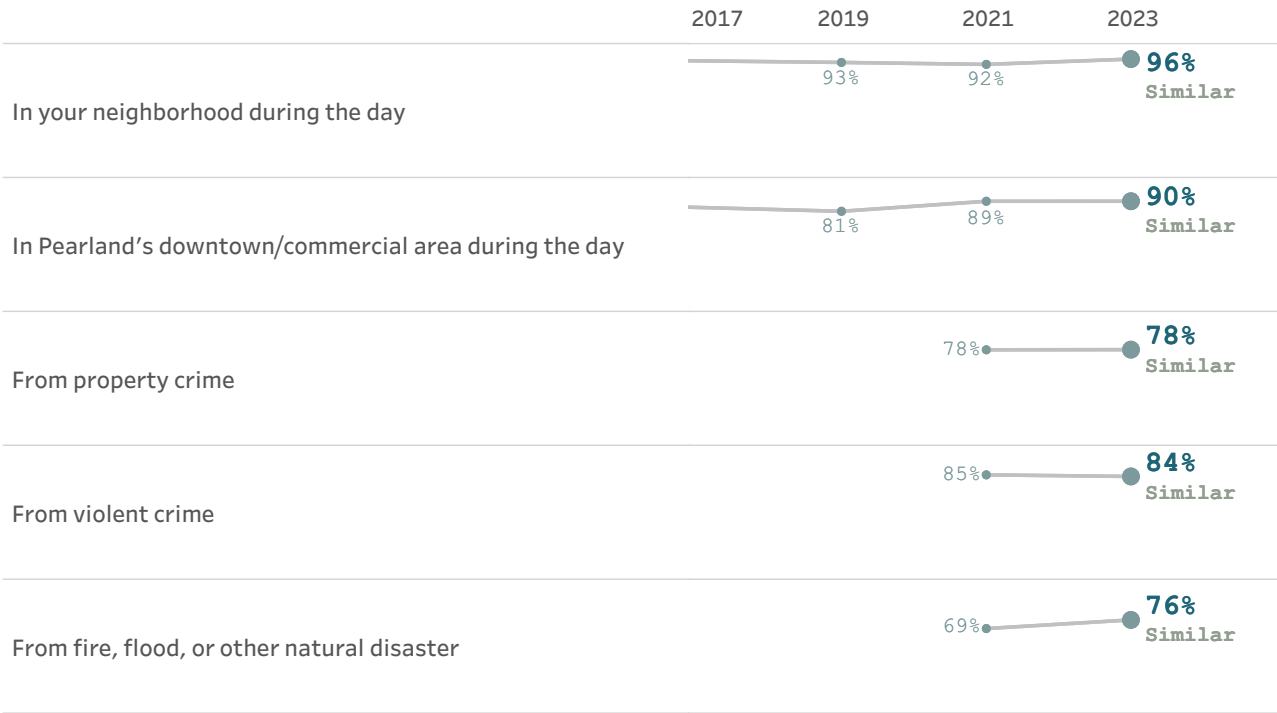 2017 2019 2021 2023
In your neighborhood during the day 93% 92% 96%
Similar
In Pearland's downtown/commercial area during the day 81% 89% 90%
Similar
From property crime 78% 78%
Similar
From violent crime 85% 84%
Similar
From fire, flood, or other natural disaster 69% 76%
Similar